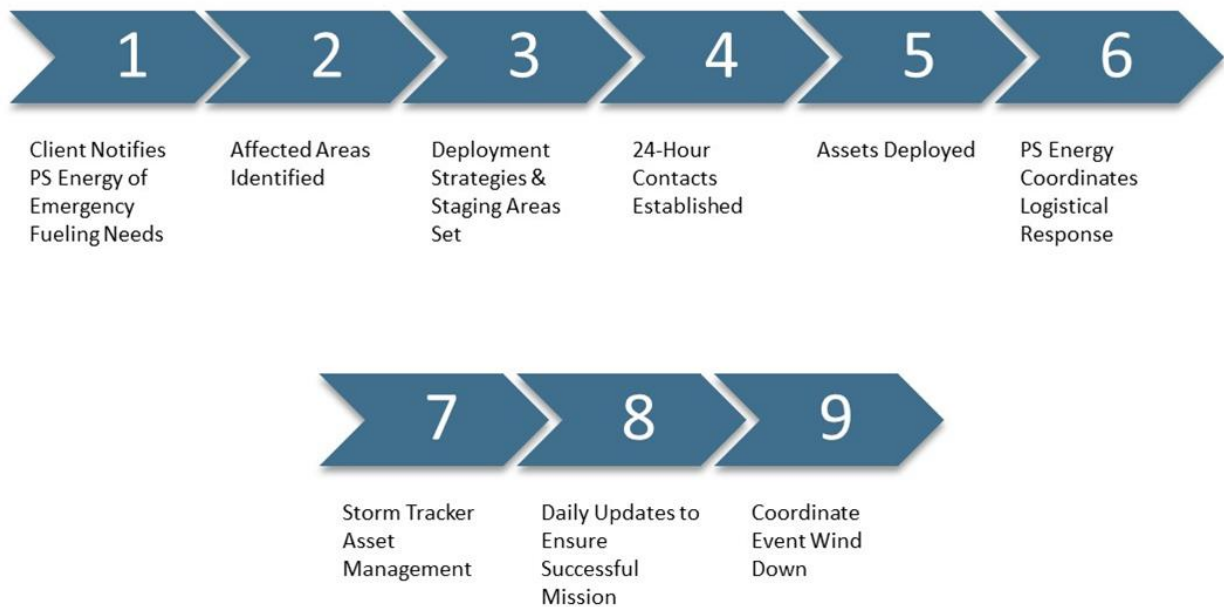 1
2
3
4
5
6
Client Notifies
PS Energy of
Emergency
Fueling Needs
Affected Areas
Identified
Deployment
Strategies &
Staging Areas
Set
24-Hour
Contacts
Established
Assets Deployed
PS Energy
Coordinates
Logistical
Response
7
8
9
Storm Tracker
Asset
Management
Daily Updates to
Ensure
Successful
Mission
Coordinate
Event Wind
Down